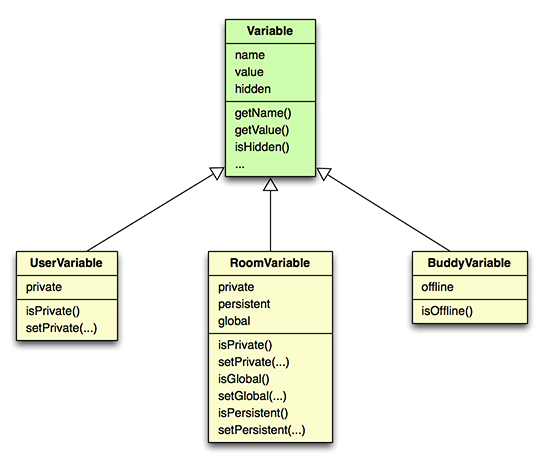 Variable
name
value
hidden
getName()
getValue()
isHidden()
...
UserVariable
private
isPrivate()
setPrivate(...)
RoomVariable
private
persistent
global
isPrivate()
setPrivate(...)
isGlobal()
setGlobal(...)
isPersistent()
setPersistent(...)
BuddyVariable
offline
isOffline()